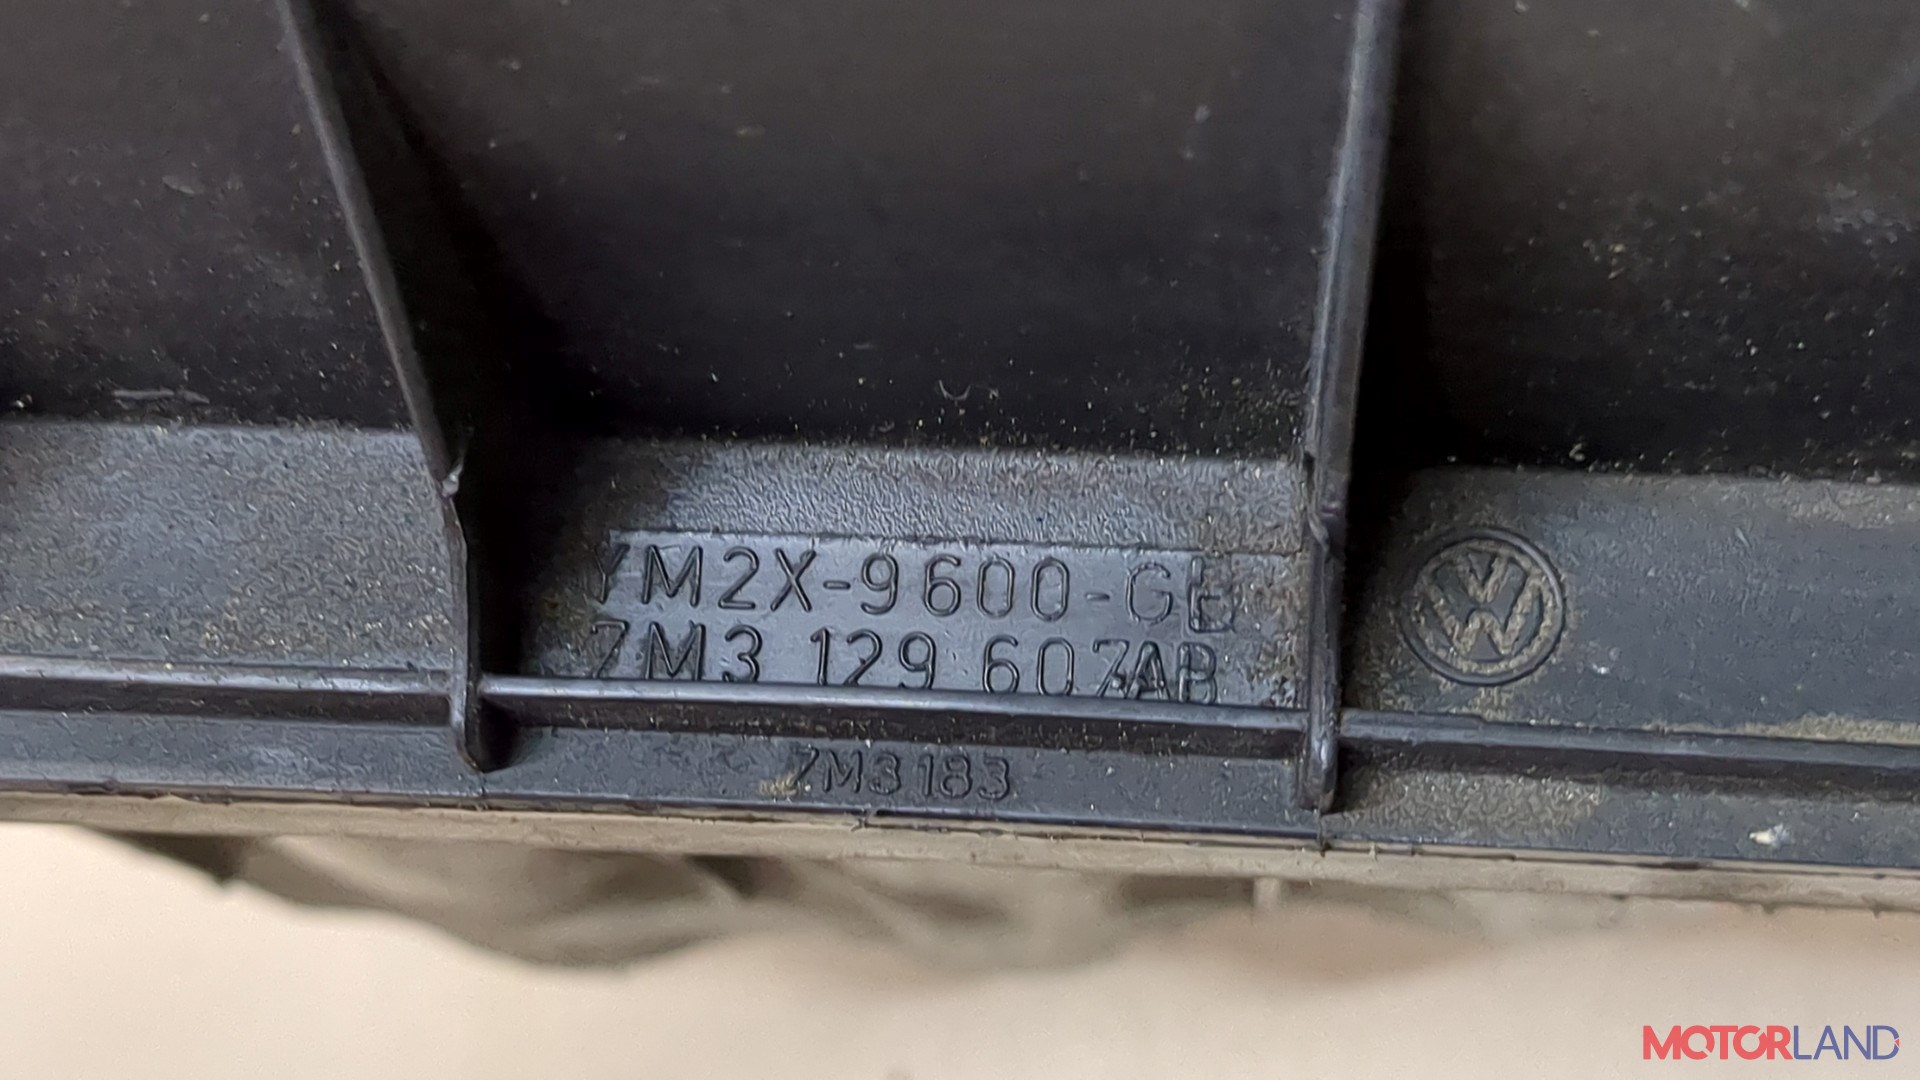 YM2X-9600-GB
7M3 129 607AB
7M3 183
MOTORLAND